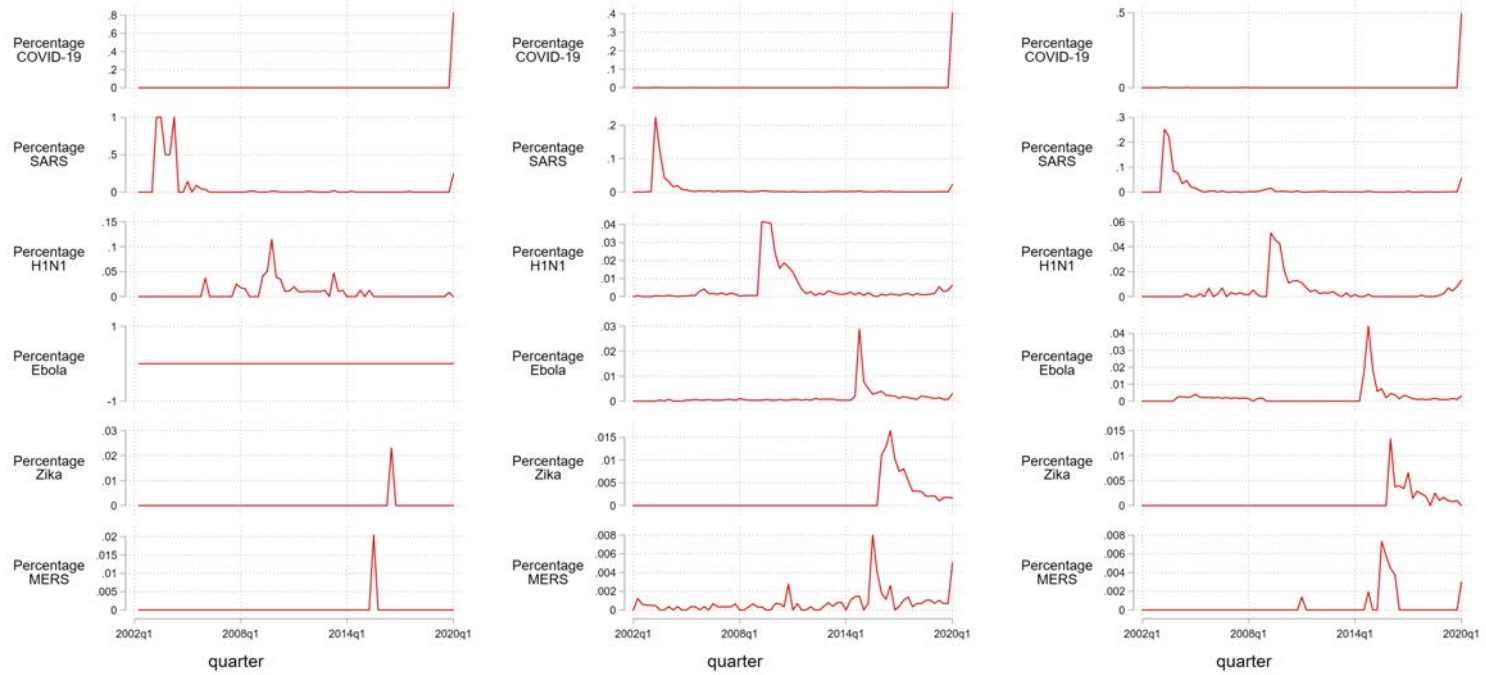 Percentage
COVID-19
.8
.6
.4
.2
0
Percentage
SARS
1
.5
0
Percentage
H1N1
.15
.1
.05
0
Percentage
Ebola
1
-1
Percentage
Zika
.03
.02
.01
0
Percentage
MERS
.02
.015
.01
.005
0
2002q1 2008q1 2014q1 2020q1
quarter
Percentage
COVID-19
.4
.3
.2
.1
0
Percentage
SARS
.2
.1
0
Percentage
H1N1
.04
.03
.02
.01
0
Percentage
Ebola
.03
.02
.01
0
Percentage
Zika
.015
.01
.005
0
Percentage
MERS
.008
.006
.004
.002
0
2002q1 2008q1 2014q1 2020q1
quarter
Percentage
COVID-19
.5
0
Percentage
SARS
.3
.2
.1
0
Percentage
H1N1
.06
.04
.02
0
Percentage
Ebola
.04
.03
.02
.01
0
Percentage
Zika
.015
.01
.005
0
Percentage
MERS
.008
.006
.004
.002
0
2002q1 2008q1 2014q1 2020q1
quarter